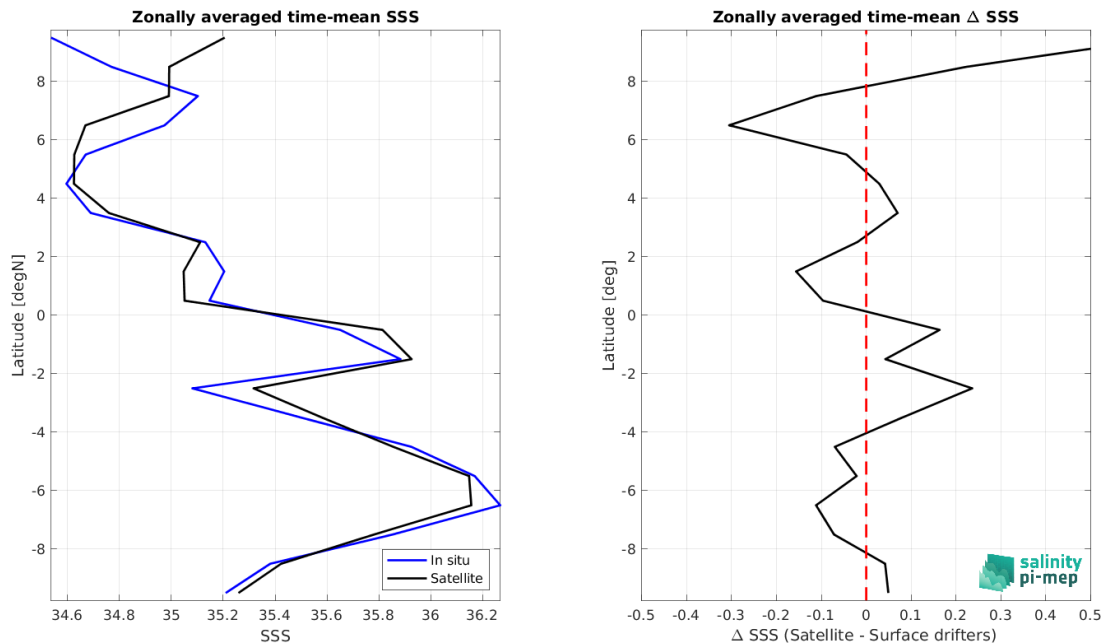 Zonally averaged time-mean SSS
8
6
4
2
0
-2
-4
-6
-8
Latitude [degN]
34.6 34.8 35 35.2 35.4 35.6 35.8 36 36.2
SSS
In situ
Satellite
Zonally averaged time-mean Δ SSS
8
6
4
2
0
-2
-4
-6
-8
Latitude [deg]
-0.5 -0.4 -0.3 -0.2 -0.1 0 0.1 0.2 0.3 0.4 0.5
Δ SSS (Satellite - Surface drifters)
salinity
pi-mep